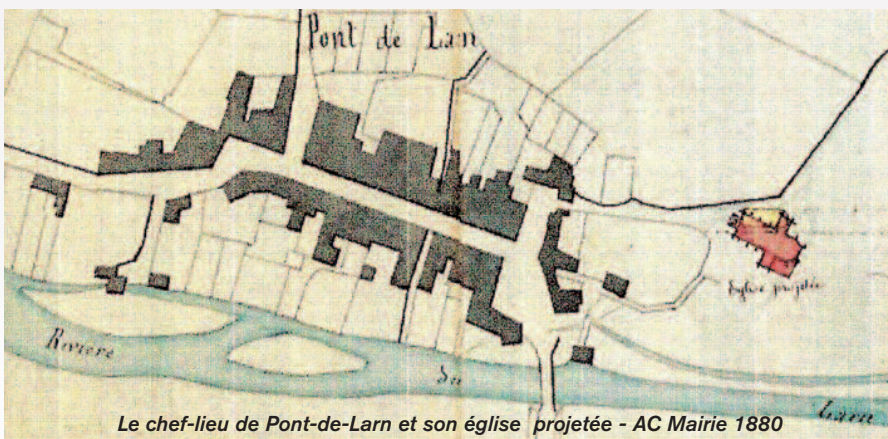 Pont de Larn
Eglise projetée
Rivière
Du
Larn
Le chef-lieu de Pont-de-Larn et son église projetée - AC Mairie 1880